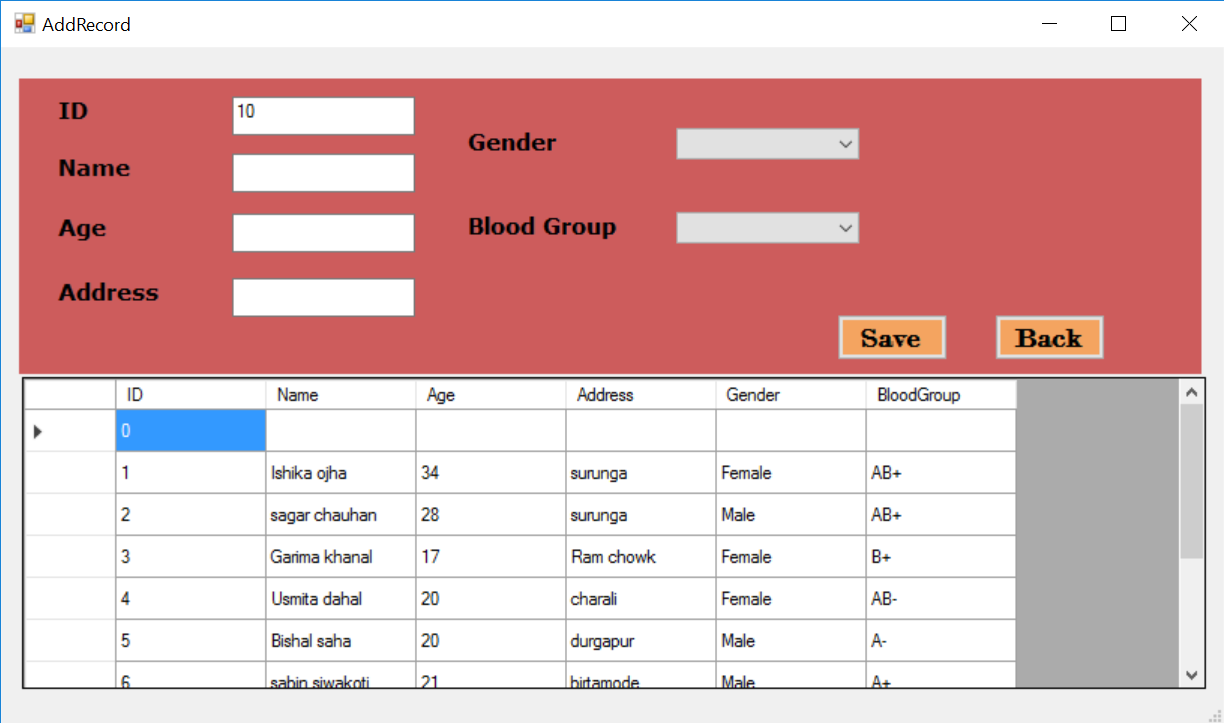 AddRecord
ID 10
Name
Age
Address
Gender
Blood Group
Save Back
ID Name Age Address Gender BloodGroup
0
1 Ishika ojha 34 surunga Female AB+
2 sagar chauhan 28 surunga Male AB+
3 Garima khanal 17 Ram chowk Female B+
4 Usmita dahal 20 charali Female AB-
5 Bishal saha 20 durgapur Male A-
6 sabin siwakoti 21 birtamode Male A+